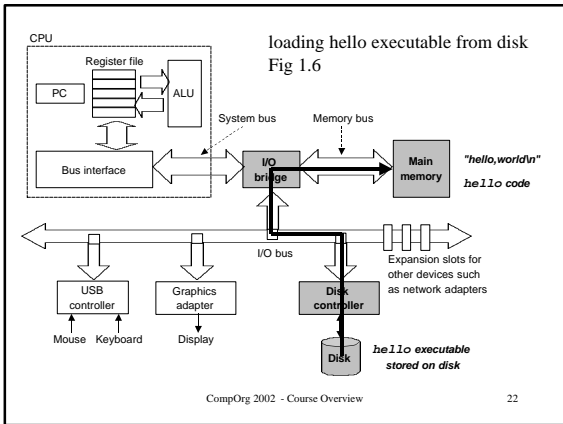 loading hello executable from disk
Fig 1.6
CPU
Register file
PC
ALU
System bus
Memory bus
Bus interface
I/O
bridge
Main
memory
"hello,world\n"
hello code
I/O bus
Expansion slots for
other devices such
as network adapters
USB
controller
Graphics
adapter
Disk
controller
Mouse
Keyboard
Display
Disk
hello executable
stored on disk
CompOrg 2002 - Course Overview
22